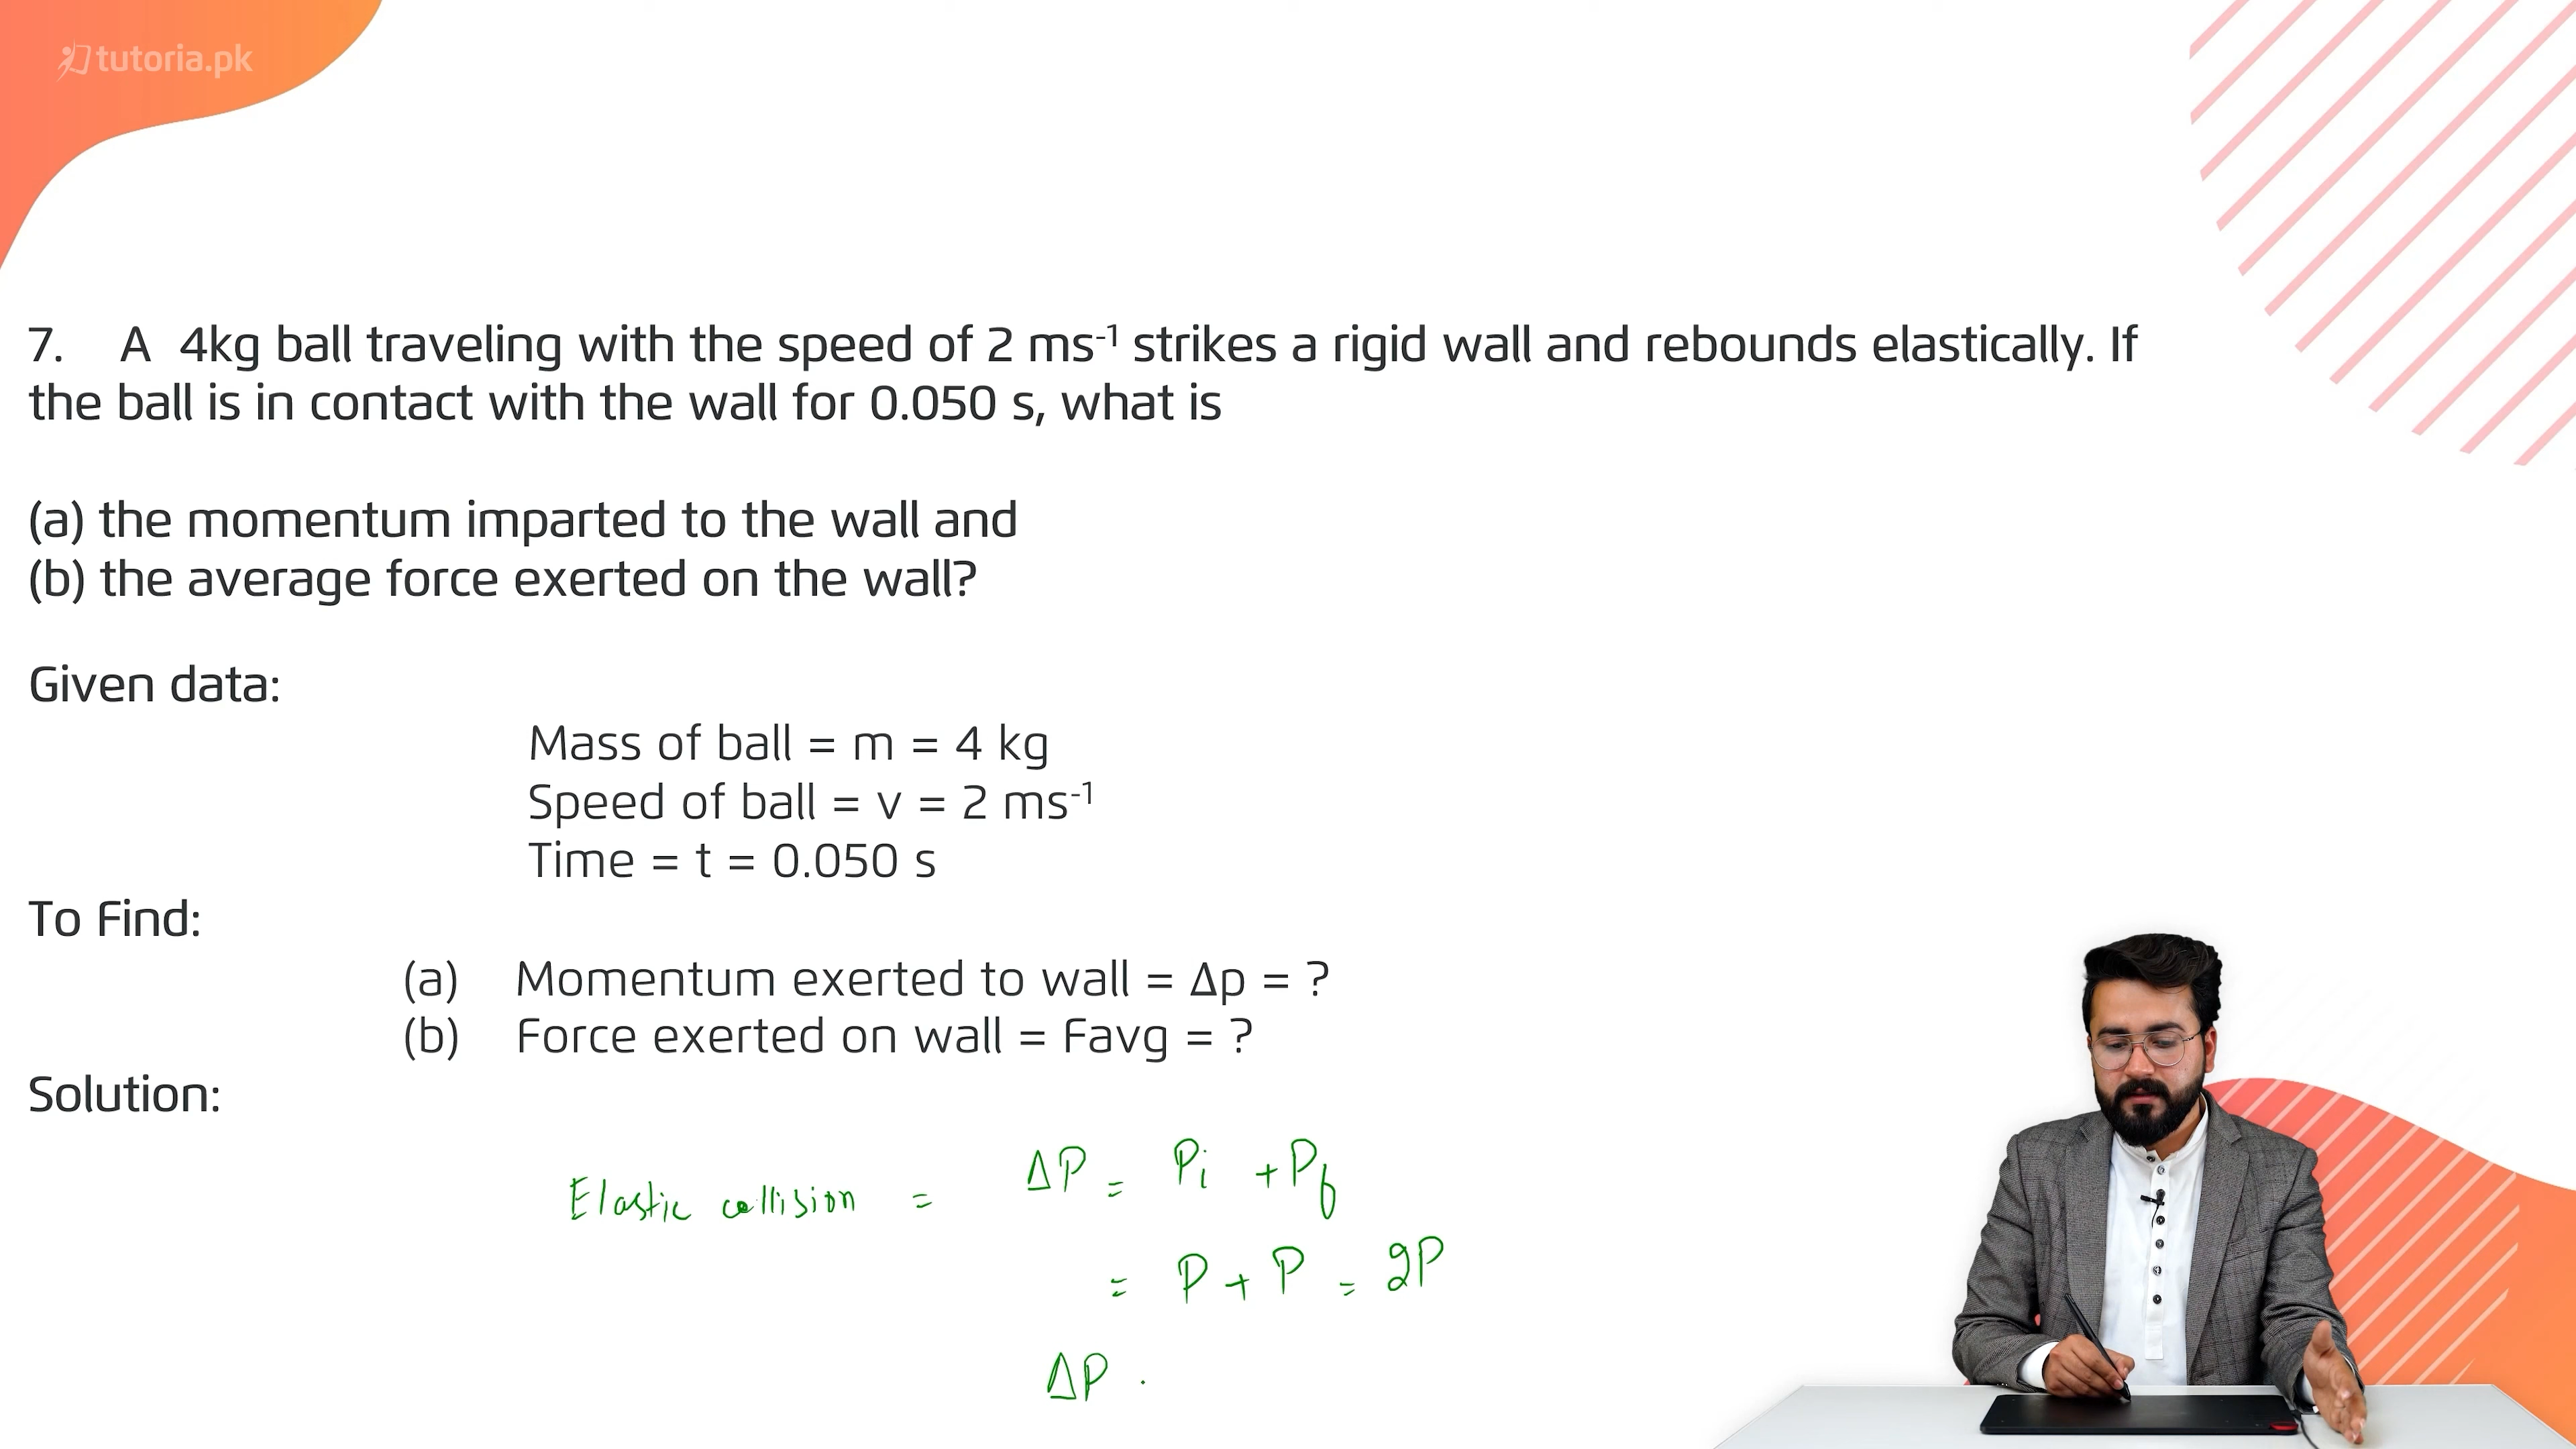 tutoria.pk
7. A 4kg ball traveling with the speed of 2 ms⁻¹ strikes a rigid wall and rebounds elastically. If
the ball is in contact with the wall for 0.050 s, what is
(a) the momentum imparted to the wall and
(b) the average force exerted on the wall?
Given data:
Mass of ball = m = 4 kg
Speed of ball = v = 2 ms⁻¹
Time = t = 0.050 s
To Find:
(a) Momentum exerted to wall = Δp = ?
(b) Force exerted on wall = Favg = ?
Solution:
Elastic collision = ΔP = Pi + Pf
= P + P = 2P
ΔP .